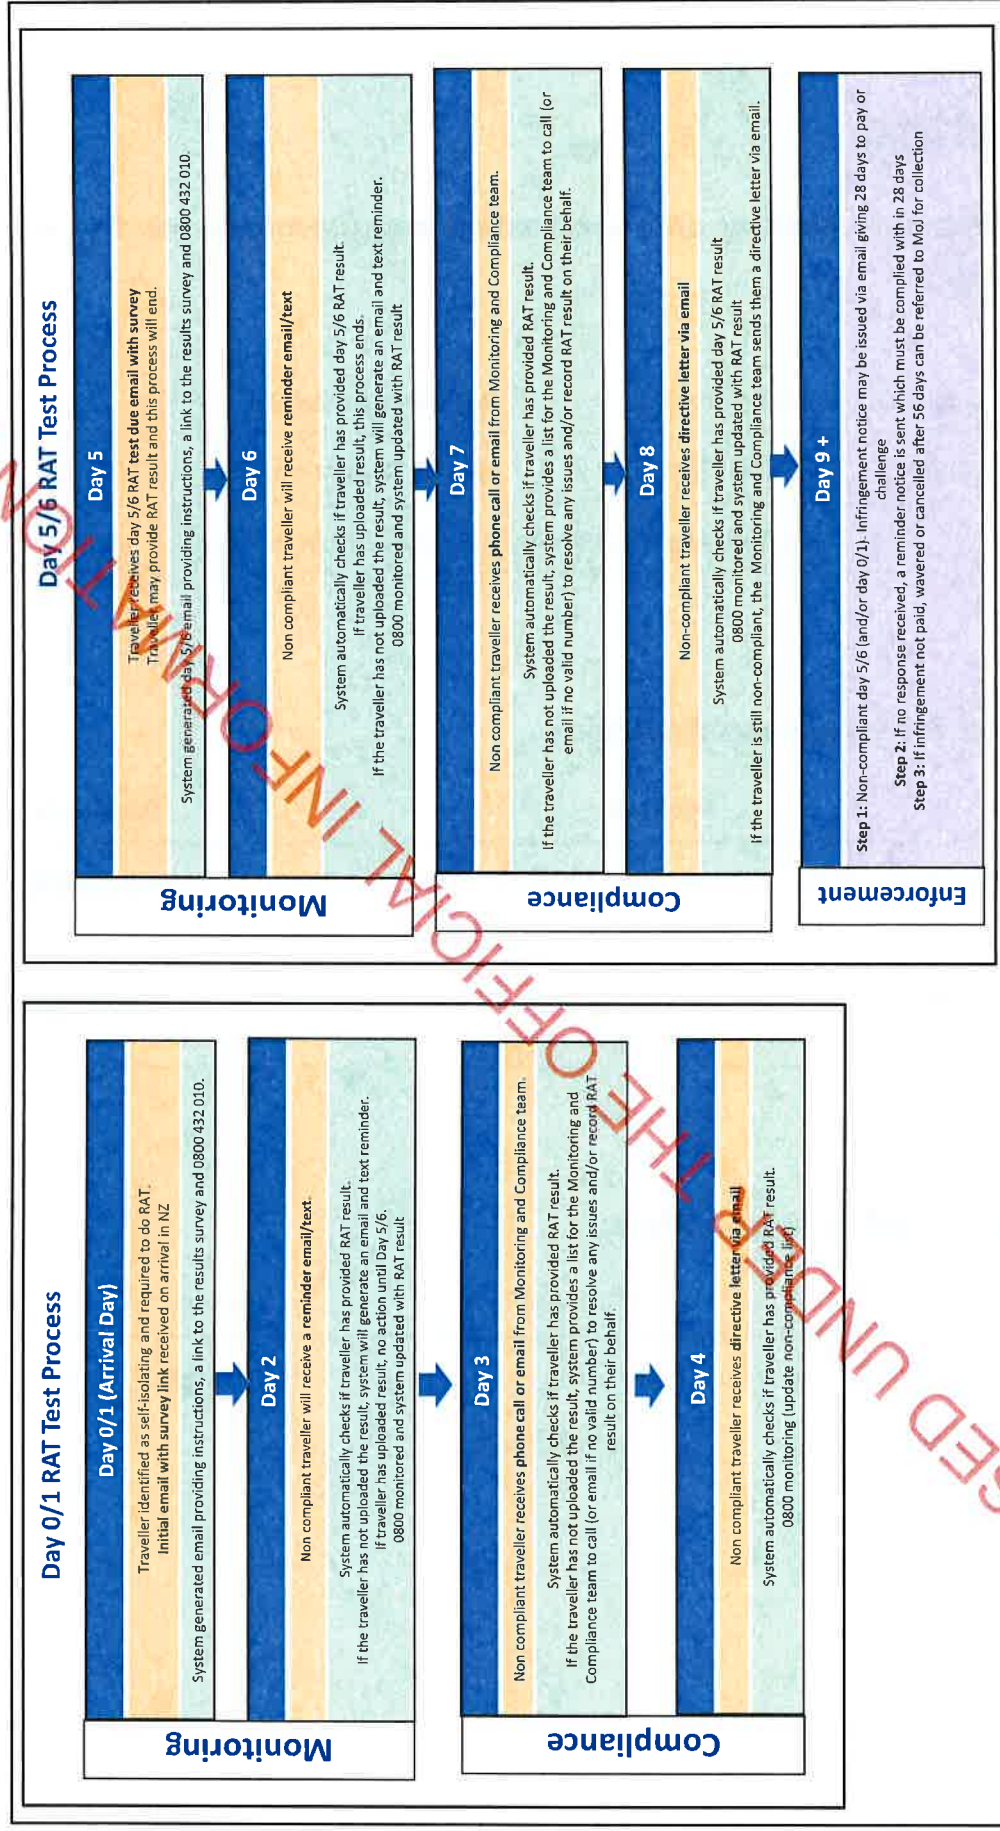 Day 0/1 RAT Test Process
Monitoring
Day 0/1 (Arrival Day)
Traveller identified as self-isolating and required to do RAT.
Initial email with survey link received on arrival in NZ
System generated email providing instructions, a link to the results survey and 0800 432 010.
Day 2
Non compliant traveller will receive a reminder email/text.
System automatically checks if traveller has provided RAT result.
If the traveller has not uploaded the result, system will generate an email and text reminder.
If traveller has uploaded result, no action until Day 5/6.
0800 monitored and system updated with RAT result
Compliance
Day 3
Non compliant traveller receives phone call or email from Monitoring and Compliance team.
System automatically checks if traveller has provided RAT result.
If the traveller has not uploaded the result, system provides a list for the Monitoring and
Compliance team to call (or email if no valid number) to resolve any issues and/or record RAT
result on their behalf.
Day 4
Non compliant traveller receives directive letter via email
System automatically checks if traveller has provided RAT result.
0800 monitoring (update non-compliance list)
Day 5/6 RAT Test Process
Monitoring
Day 5
Traveller receives day 5/6 RAT test due email with survey
Traveller may provide RAT result and this process will end.
System generated day 5/6 email providing instructions, a link to the results survey and 0800 432 010.
Day 6
Non compliant traveller will receive reminder email/text
System automatically checks if traveller has provided day 5/6 RAT result.
If traveller has uploaded result, this process ends.
If the traveller has not uploaded the result, system will generate an email and text reminder.
0800 monitored and system updated with RAT result
Compliance
Day 7
Non compliant traveller receives phone call or email from Monitoring and Compliance team.
System automatically checks if traveller has provided RAT result.
If the traveller has not uploaded the result, system provides a list for the Monitoring and Compliance team to call (or
email if no valid number) to resolve any issues and/or record RAT result on their behalf.
Day 8
Non-compliant traveller receives directive letter via email
System automatically checks if traveller has provided day 5/6 RAT result
0800 monitored and system updated with RAT result
If the traveller is still non-compliant, the Monitoring and Compliance team sends them a directive letter via email.
Enforcement
Day 9 +
Step 1: Non-compliant day 5/6 (and/or day 0/1). Infringement notice may be issued via email giving 28 days to pay or
challenge
Step 2: If no response received, a reminder notice is sent which must be complied with in 28 days
Step 3: If infringement not paid, wavered or cancelled after 56 days can be referred to MoJ for collection
SED UNDER THE OFFICIAL INFORMATION